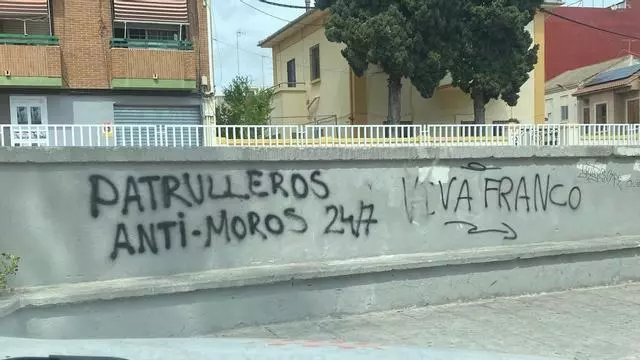 PATRULLEROS
ANTI-MOROS 24/7
VIVA FRANCO